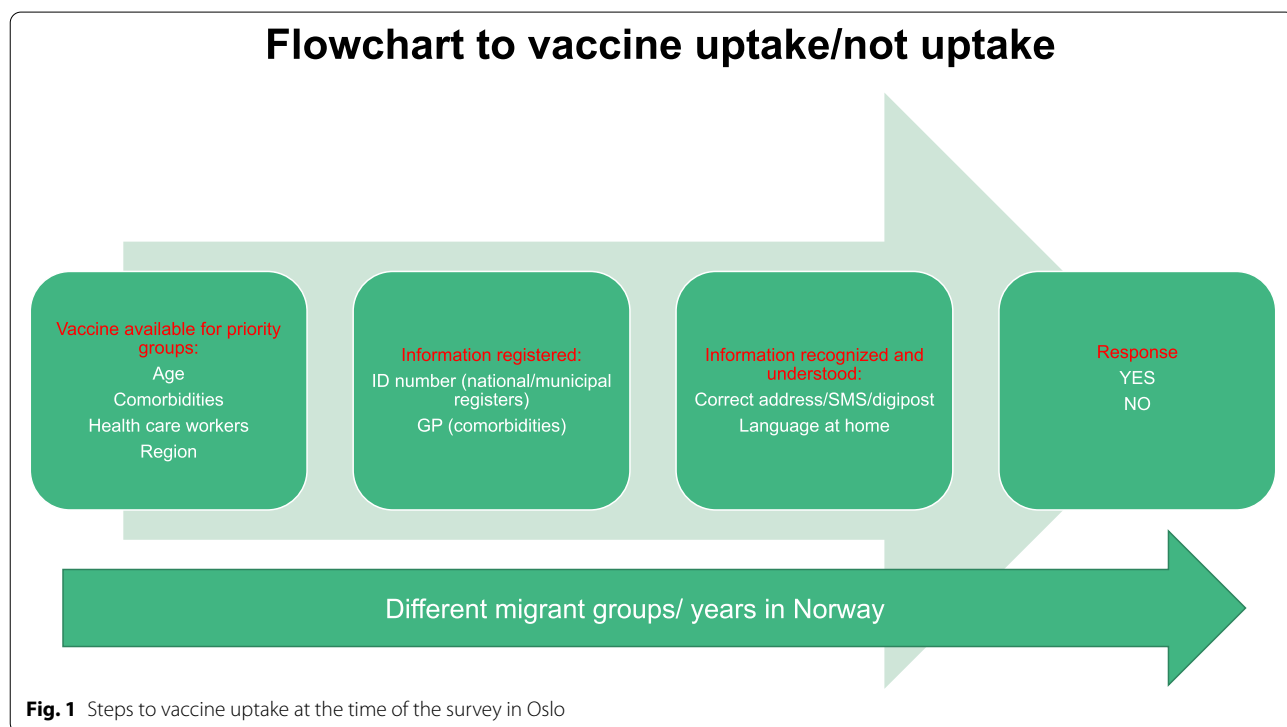 Flowchart to vaccine uptake/not uptake
Vaccine available for priority
groups:
Age
Comorbidities
Health care workers
Region
Information registered:
ID number (national/municipal
registers)
GP (comorbidities)
Information recognized and
understood:
Correct address/SMS/digipost
Language at home
Response
YES
NO
Different migrant groups/ years in Norway
Fig. 1 Steps to vaccine uptake at the time of the survey in Oslo